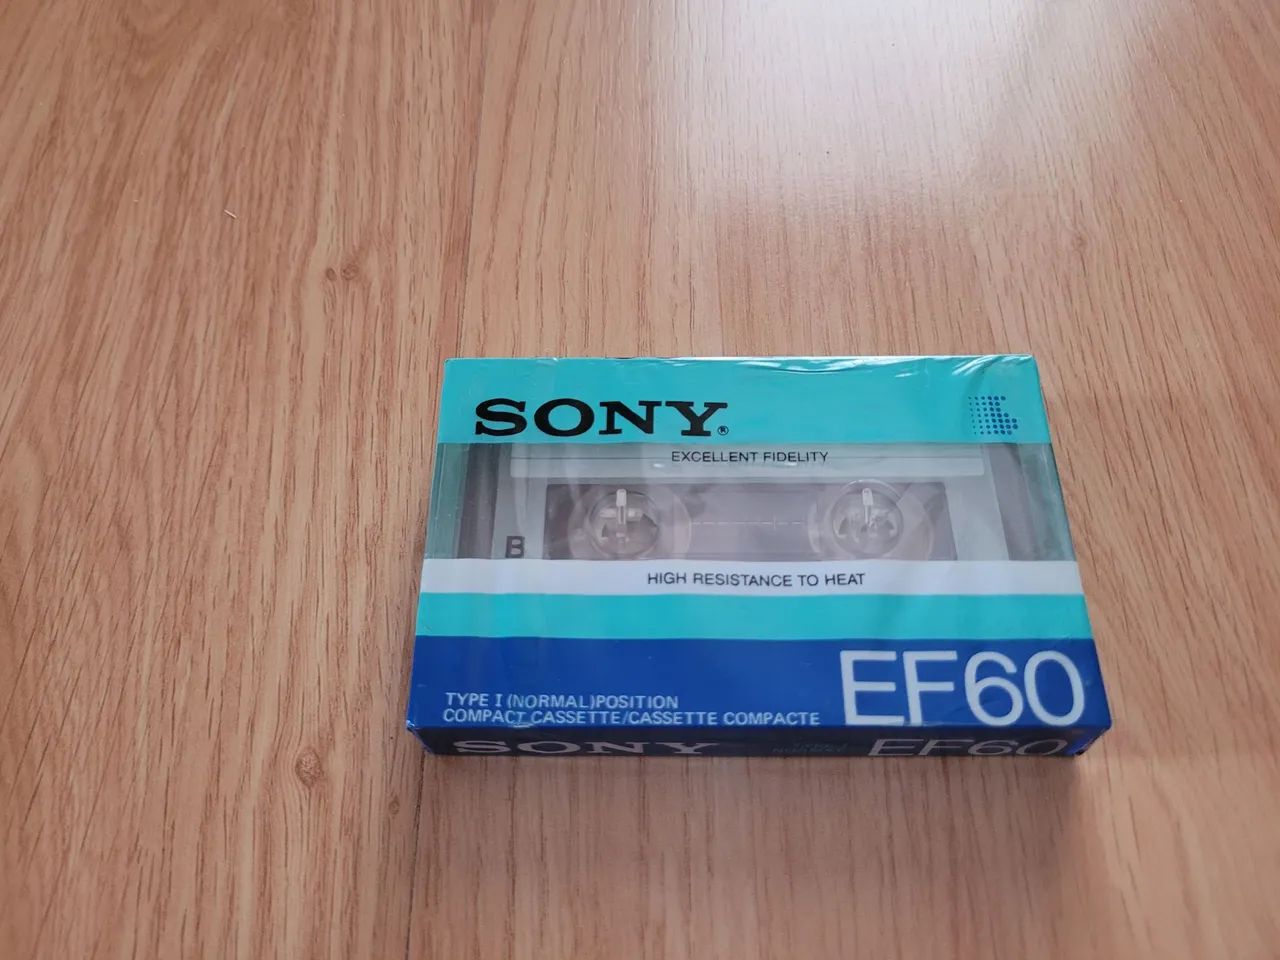 SONY®
EXCELLENT FIDELITY
B
HIGH RESISTANCE TO HEAT
EF60
TYPE I (NORMAL)POSITION
COMPACT CASSETTE/CASSETTE COMPACTE
SONY EF60